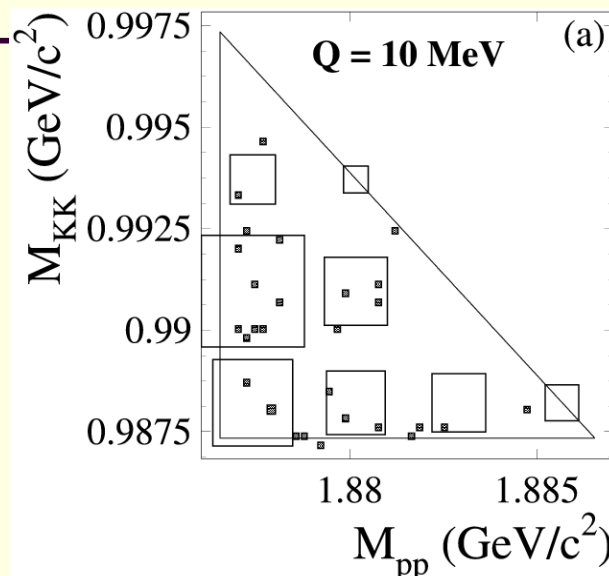 (a)
Q = 10 MeV
M_KK (GeV/c²)
0.9975
0.995
0.9925
0.99
0.9875
1.88
1.885
M_pp (GeV/c²)